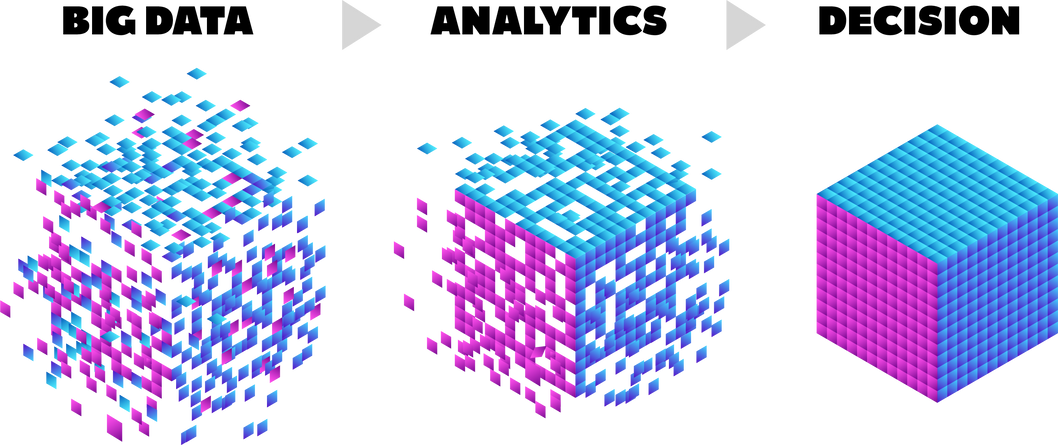 BIG DATA
ANALYTICS
DECISION